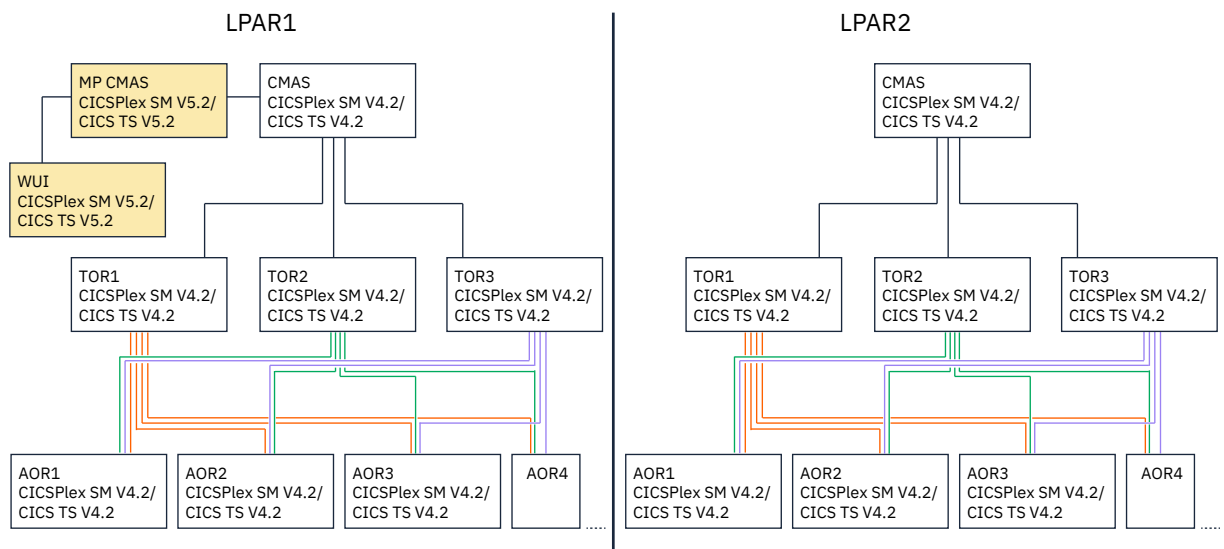 LPAR1
LPAR2
MP CMAS
CICSPlex SM V5.2/
CICS TS V5.2
CMAS
CICSPlex SM V4.2/
CICS TS V4.2
CMAS
CICSPlex SM V4.2/
CICS TS V4.2
WUI
CICSPlex SM V5.2/
CICS TS V5.2
TOR1
CICSPlex SM V4.2/
CICS TS V4.2
TOR2
CICSPlex SM V4.2/
CICS TS V4.2
TOR3
CICSPlex SM V4.2/
CICS TS V4.2
TOR1
CICSPlex SM V4.2/
CICS TS V4.2
TOR2
CICSPlex SM V4.2/
CICS TS V4.2
TOR3
CICSPlex SM V4.2/
CICS TS V4.2
AOR1
CICSPlex SM V4.2/
CICS TS V4.2
AOR2
CICSPlex SM V4.2/
CICS TS V4.2
AOR3
CICSPlex SM V4.2/
CICS TS V4.2
AOR4
AOR1
CICSPlex SM V4.2/
CICS TS V4.2
AOR2
CICSPlex SM V4.2/
CICS TS V4.2
AOR3
CICSPlex SM V4.2/
CICS TS V4.2
AOR4